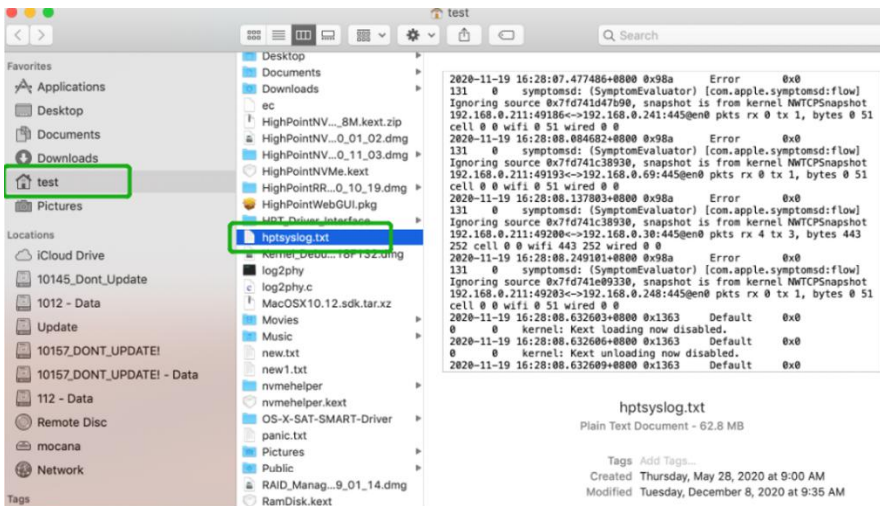 test
Search
Favorites
Applications
Desktop
Documents
Downloads
test
Pictures
Locations
iCloud Drive
10145_Dont_Update
1012 - Data
Update
10157_DONT_UPDATE!
10157_DONT_UPDATE! - Data
112 - Data
Remote Disc
mocana
Network
Tags
Desktop
Documents
Downloads
ec
HighPointNV..._8M.kext.zip
HighPointNV...0_01_02.dmg
HighPointNV...0_11_03.dmg
HighPointNVMe.kext
HighPointRR...0_10_19.dmg
HighPointWebGUI.pkg
HPT_Driver_Interface
hptsyslog.txt
Kernel_Debu...18F132.dmg
log2phy
log2phy.c
MacOSX10.12.sdk.tar.xz
Movies
Music
new.txt
new1.txt
nvmehelper
nvmehelper.kext
OS-X-SAT-SMART-Driver
panic.txt
Pictures
Public
RAID_Manag...9_01_14.dmg
RamDisk.kext
2020-11-19 16:28:07.477486+0800 0x98a Error 0x0
131 0 symptomsd: (SymptomEvaluator) [com.apple.symptomsd:flow]
Ignoring source 0x7fd741d47b90, snapshot is from kernel NWTCPSnapshot
192.168.0.211:49186<->192.168.0.241:445@en0 pkts rx 0 tx 1, bytes 0 51
cell 0 0 wifi 0 51 wired 0 0
2020-11-19 16:28:08.084682+0800 0x98a Error 0x0
131 0 symptomsd: (SymptomEvaluator) [com.apple.symptomsd:flow]
Ignoring source 0x7fd741c38930, snapshot is from kernel NWTCPSnapshot
192.168.0.211:49193<->192.168.0.69:445@en0 pkts rx 0 tx 1, bytes 0 51
cell 0 0 wifi 0 51 wired 0 0
2020-11-19 16:28:08.137803+0800 0x98a Error 0x0
131 0 symptomsd: (SymptomEvaluator) [com.apple.symptomsd:flow]
Ignoring source 0x7fd741c38930, snapshot is from kernel NWTCPSnapshot
192.168.0.211:49200<->192.168.0.30:445@en0 pkts rx 4 tx 3, bytes 443
252 cell 0 0 wifi 443 252 wired 0 0
2020-11-19 16:28:08.249101+0800 0x98a Error 0x0
131 0 symptomsd: (SymptomEvaluator) [com.apple.symptomsd:flow]
Ignoring source 0x7fd741e09330, snapshot is from kernel NWTCPSnapshot
192.168.0.211:49203<->192.168.0.248:445@en0 pkts rx 0 tx 1, bytes 0 51
cell 0 0 wifi 0 51 wired 0 0
2020-11-19 16:28:08.632603+0800 0x1363 Default 0x0
0 0 kernel: Kext loading now disabled.
2020-11-19 16:28:08.632606+0800 0x1363 Default 0x0
0 0 kernel: Kext unloading now disabled.
2020-11-19 16:28:08.632609+0800 0x1363 Default 0x0
hptsyslog.txt
Plain Text Document - 62.8 MB
Tags Add Tags...
Created Thursday, May 28, 2020 at 9:00 AM
Modified Tuesday, December 8, 2020 at 9:35 AM